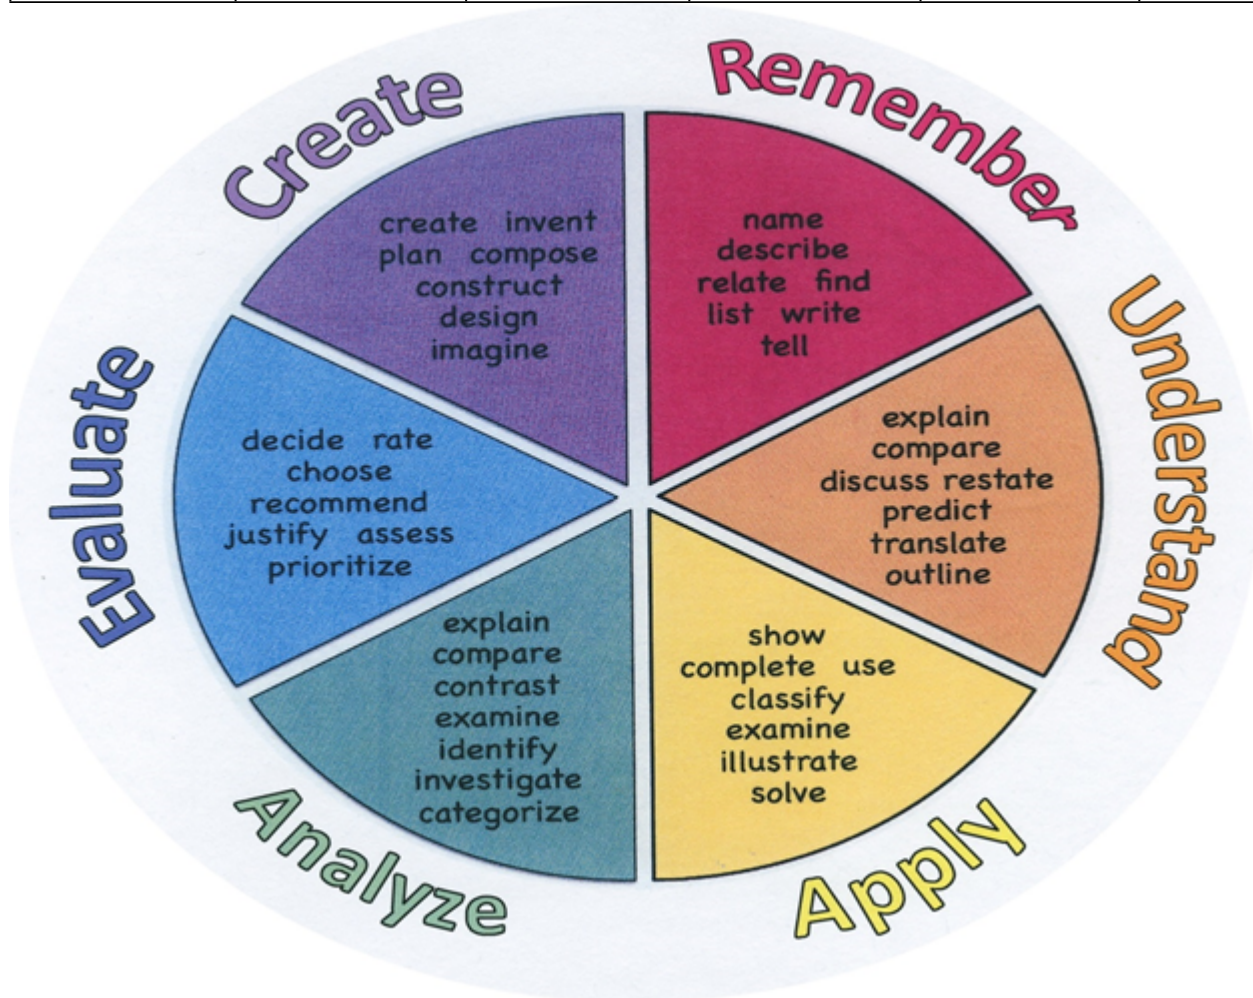 Remember
name
describe
relate find
list write
tell
Understand
explain
compare
discuss restate
predict
translate
outline
Apply
show
complete use
classify
examine
illustrate
solve
Analyze
explain
compare
contrast
examine
identify
investigate
categorize
Evaluate
decide rate
choose
recommend
justify assess
prioritize
Create
create invent
plan compose
construct
design
imagine